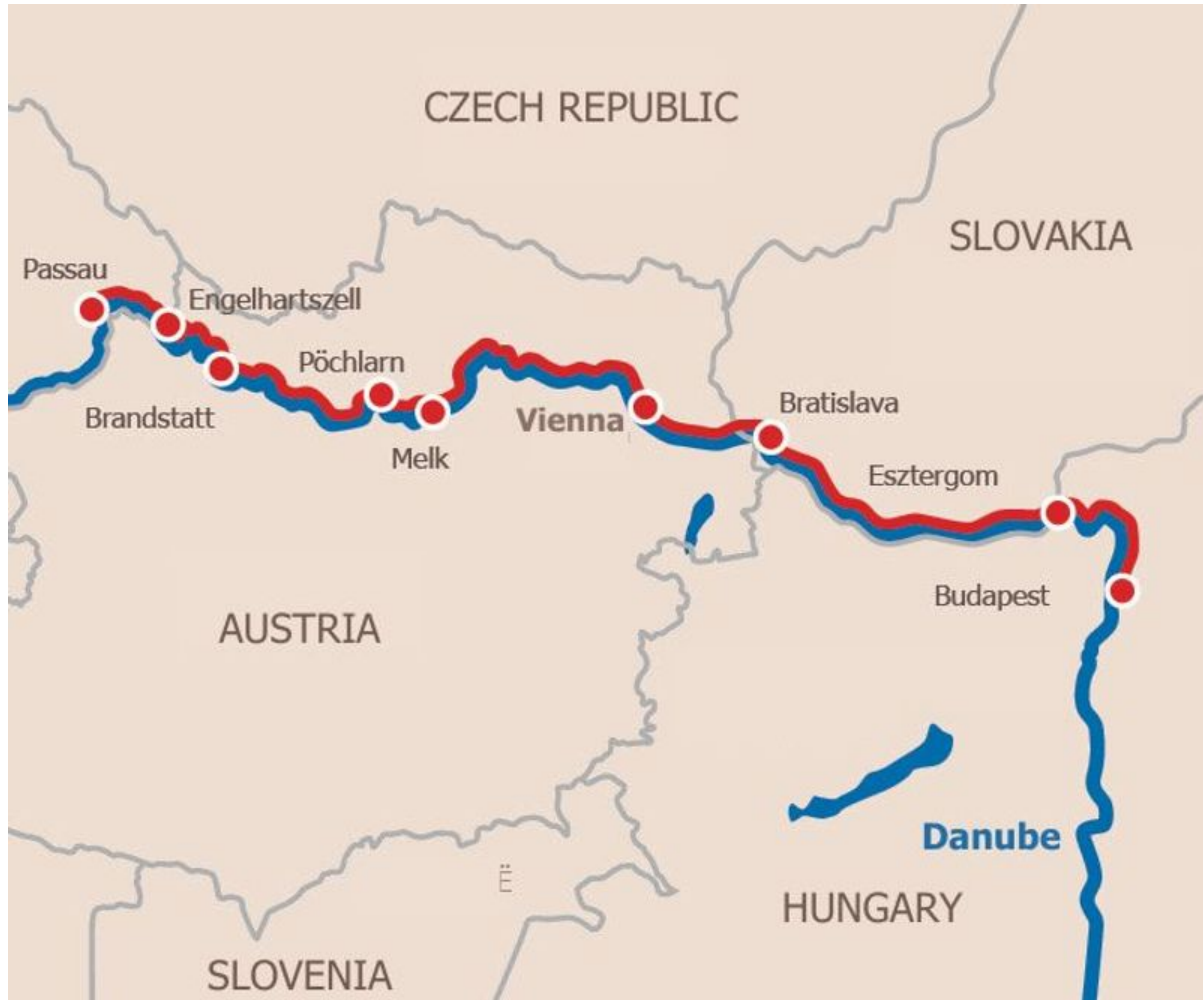 CZECH REPUBLIC
SLOVAKIA
Passau
Engelhartszell
Pöchlarn
Brandstatt
Vienna
Bratislava
Melk
Esztergom
Budapest
AUSTRIA
Danube
Ë
HUNGARY
SLOVENIA